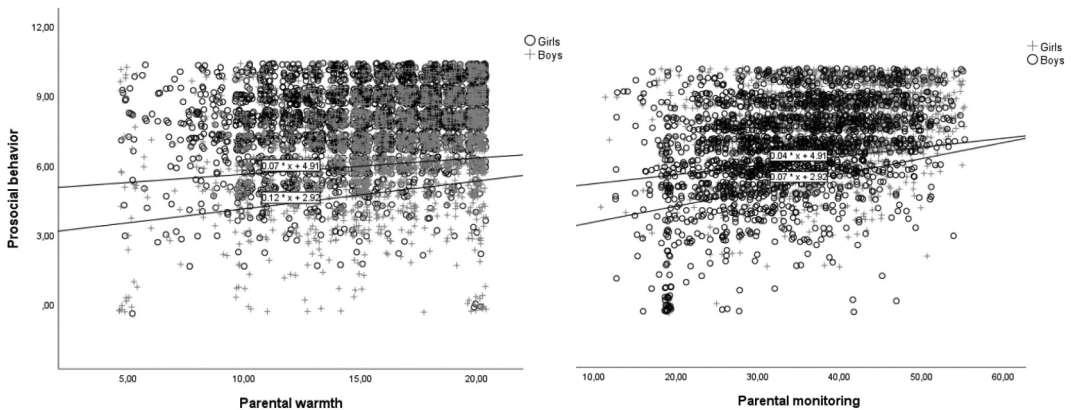 12,00
9,00
6,00
3,00
,00
Prosocial behavior
0.07 * x + 4.91
0.12 * x + 2.92
5,00 10,00 15,00 20,00
Parental warmth
Girls
Boys
0.04 * x + 4.91
0.07 * x + 2.92
10,00 20,00 30,00 40,00 50,00 60,00
Parental monitoring
Girls
Boys